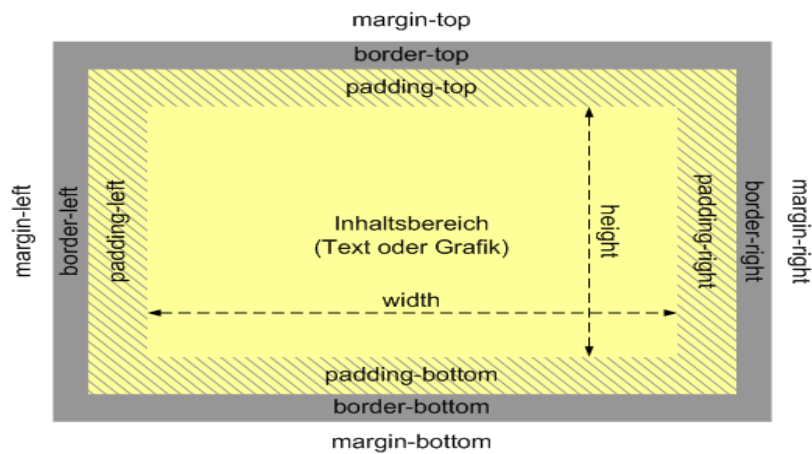 margin-top
border-top
padding-top
margin-left
border-left
padding-left
Inhaltsbereich
(Text oder Grafik)
height
padding-right
border-right
margin-right
width
padding-bottom
border-bottom
margin-bottom